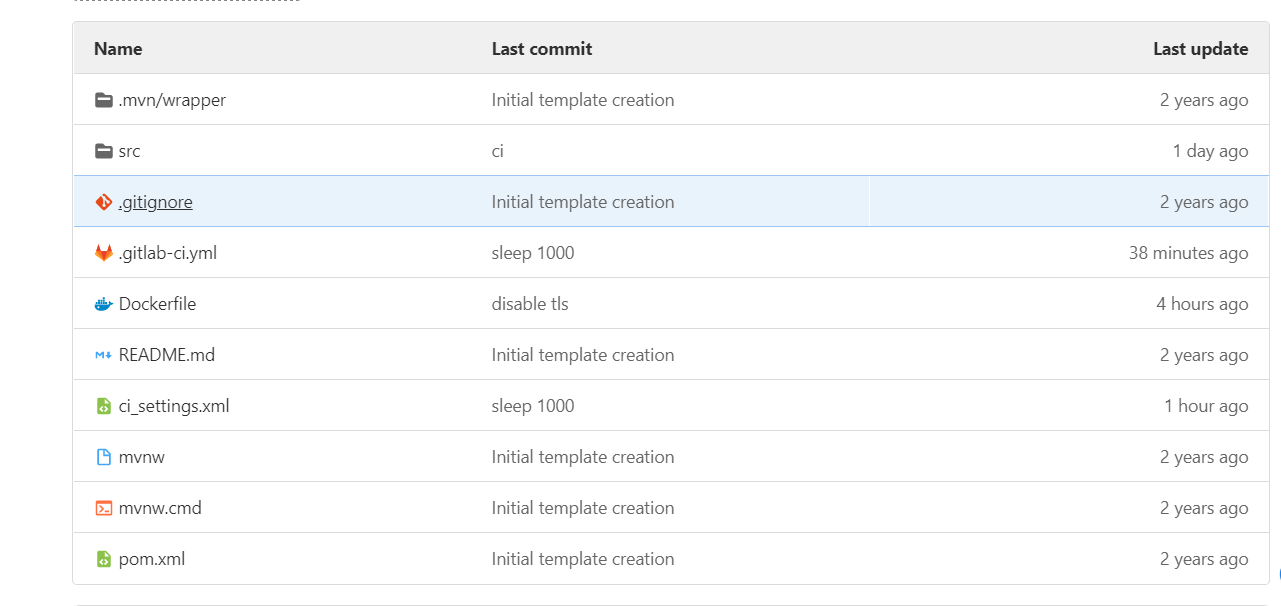 Name Last commit Last update
.mvn/wrapper Initial template creation 2 years ago
src ci 1 day ago
.gitignore Initial template creation 2 years ago
.gitlab-ci.yml sleep 1000 38 minutes ago
Dockerfile disable tls 4 hours ago
README.md Initial template creation 2 years ago
ci_settings.xml sleep 1000 1 hour ago
mvnw Initial template creation 2 years ago
mvnw.cmd Initial template creation 2 years ago
pom.xml Initial template creation 2 years ago